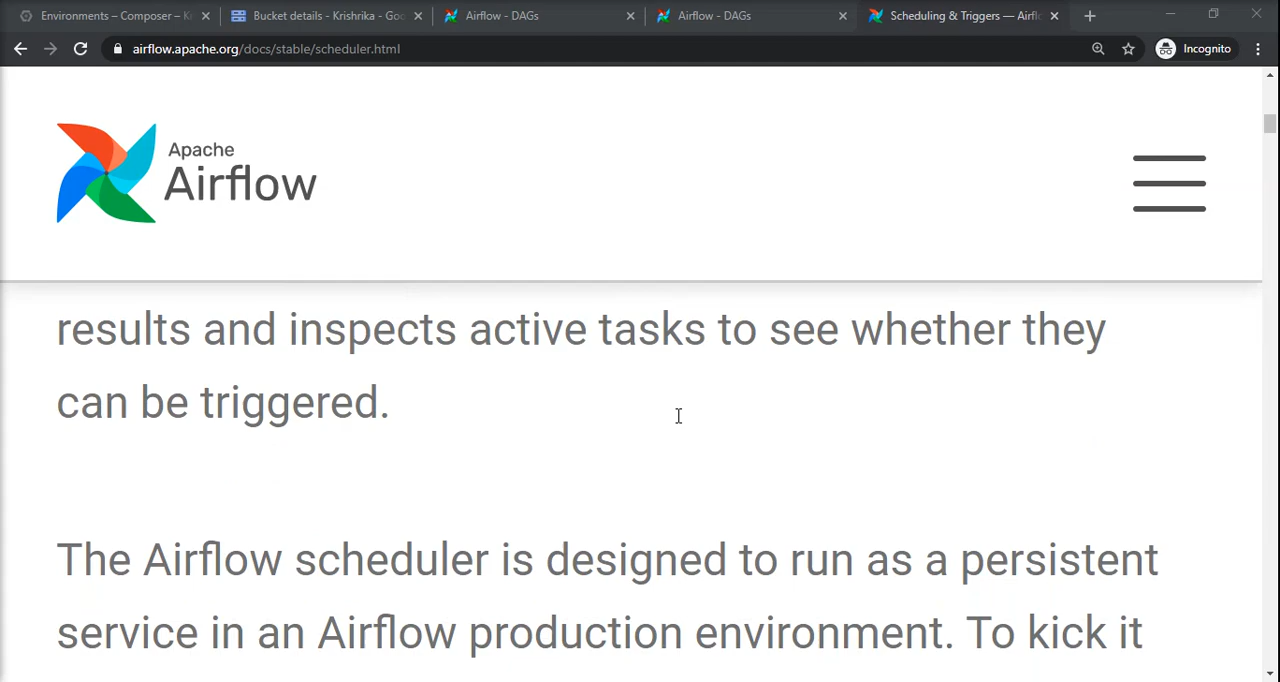 Environments – Composer – K
Bucket details - Krishrika - Goo
Airflow - DAGs
Airflow - DAGs
Scheduling & Triggers — Airfl
airflow.apache.org/docs/stable/scheduler.html
Incognito
Apache
Airflow
results and inspects active tasks to see whether they
can be triggered.
The Airflow scheduler is designed to run as a persistent
service in an Airflow production environment. To kick it